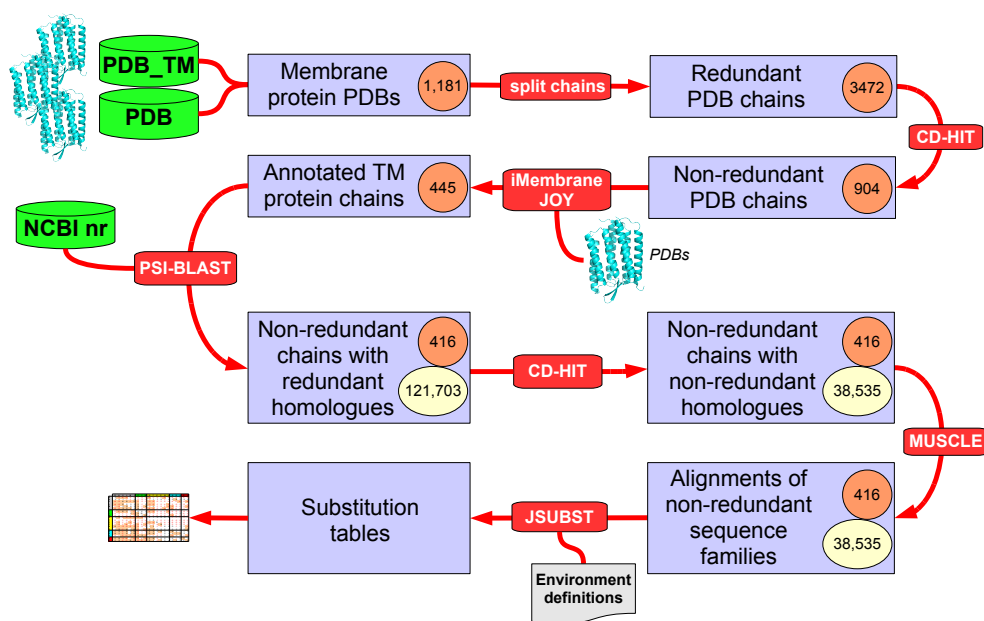 PDB_TM
PDB
Membrane
protein PDBs
1,181
split chains
Redundant
PDB chains
3472
CD-HIT
Non-redundant
PDB chains
904
iMembrane
JOY
PDBs
Annotated TM
protein chains
445
NCBI nr
PSI-BLAST
Non-redundant
chains with
redundant
homologues
416
121,703
CD-HIT
Non-redundant
chains with
non-redundant
homologues
416
38,535
MUSCLE
Alignments of
non-redundant
sequence
families
416
38,535
JSUBST
Environment
definitions
Substitution
tables